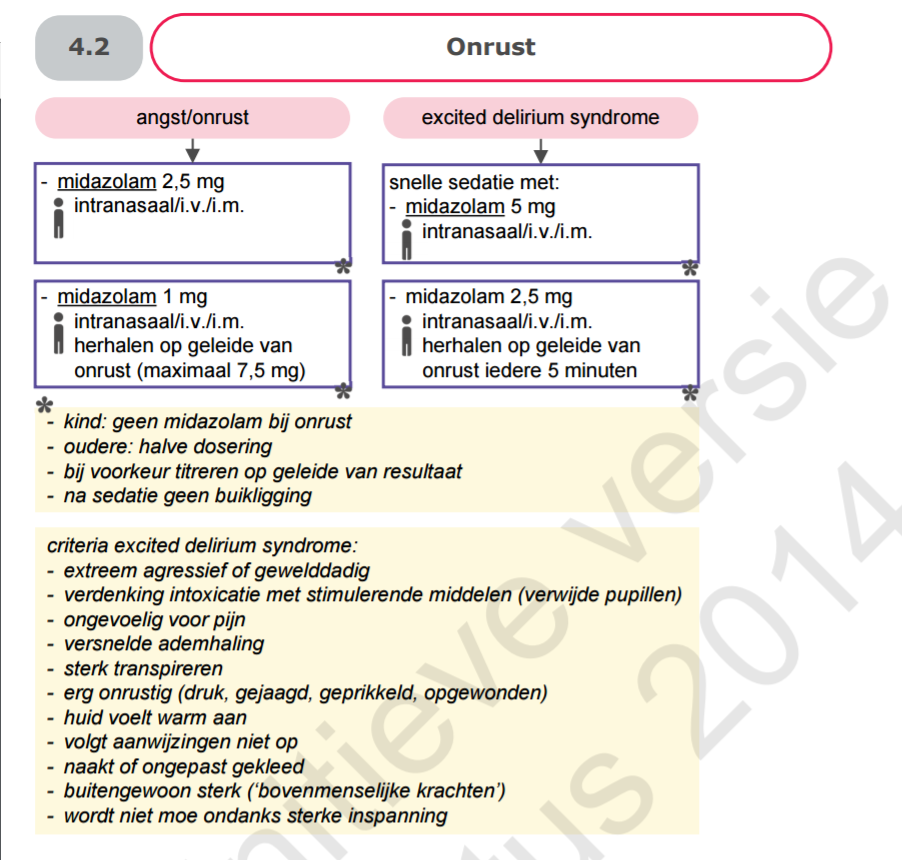 4.2
Onrust
angst/onrust
- midazolam 2,5 mg
intranasaal/i.v./i.m.
*
- midazolam 1 mg
intranasaal/i.v./i.m.
herhalen op geleide van
onrust (maximaal 7,5 mg)
*
excited delirium syndrome
snelle sedatie met:
- midazolam 5 mg
intranasaal/i.v./i.m.
*
- midazolam 2,5 mg
intranasaal/i.v./i.m.
herhalen op geleide van
onrust iedere 5 minuten
*
*
- kind: geen midazolam bij onrust
- oudere: halve dosering
- bij voorkeur titreren op geleide van resultaat
- na sedatie geen buikligging
criteria excited delirium syndrome:
- extreem agressief of gewelddadig
- verdenking intoxicatie met stimulerende middelen (verwijde pupillen)
- ongevoelig voor pijn
- versnelde ademhaling
- sterk transpireren
- erg onrustig (druk, gejaagd, geprikkeld, opgewonden)
- huid voelt warm aan
- volgt aanwijzingen niet op
- naakt of ongepast gekleed
- buitengewoon sterk (‘bovenmenselijke krachten’)
- wordt niet moe ondanks sterke inspanning
nitieve versie
tus 2014